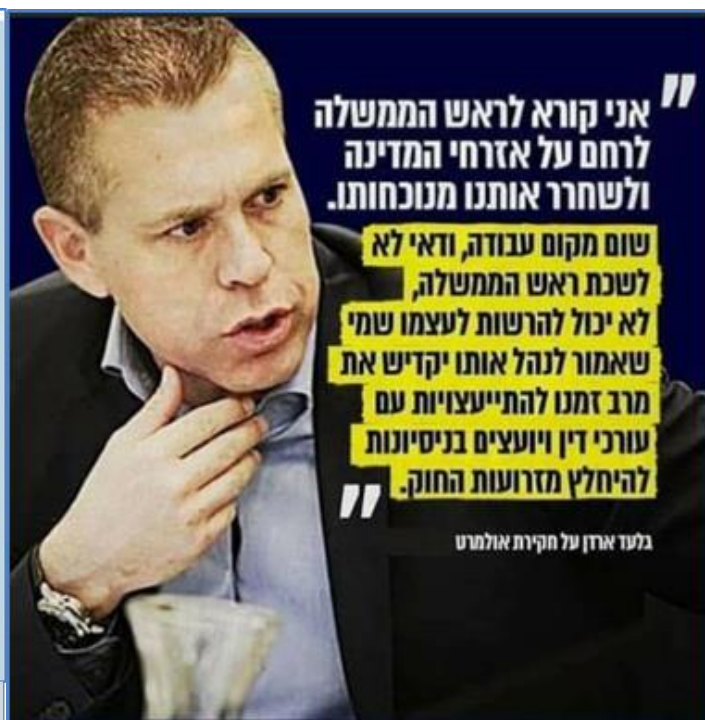 "אני קורא לראש הממשלה
לרחם על אזרחי המדינה
ולשחרר אותנו מנוכחותו.
שום מקום עבודה, ודאי לא
לשכת ראש הממשלה,
לא יכול להרשות לעצמו שמי
שאמור לנהל אותו יקדיש את
מרב זמנו להתייעצויות עם
עורכי דין ויועצים בניסיונות
להיחלץ מזרועות החוק."
גלעד ארדן על חקירת אולמרט